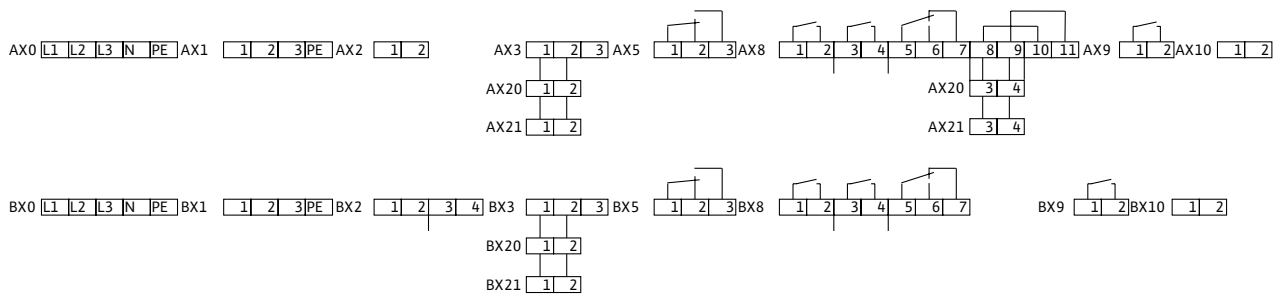 AX0 L1 L2 L3 N PE AX1 1 2 3 PE AX2 1 2 AX3 1 2 3 AX5 1 2 3 AX8 1 2 3 4 5 6 7 8 9 10 11 AX9 1 2 AX10 1 2
AX20 1 2 AX20 3 4
AX21 1 2 AX21 3 4
BX0 L1 L2 L3 N PE BX1 1 2 3 PE BX2 1 2 3 4 BX3 1 2 3 BX5 1 2 3 BX8 1 2 3 4 5 6 7 BX9 1 2 BX10 1 2
BX20 1 2
BX21 1 2